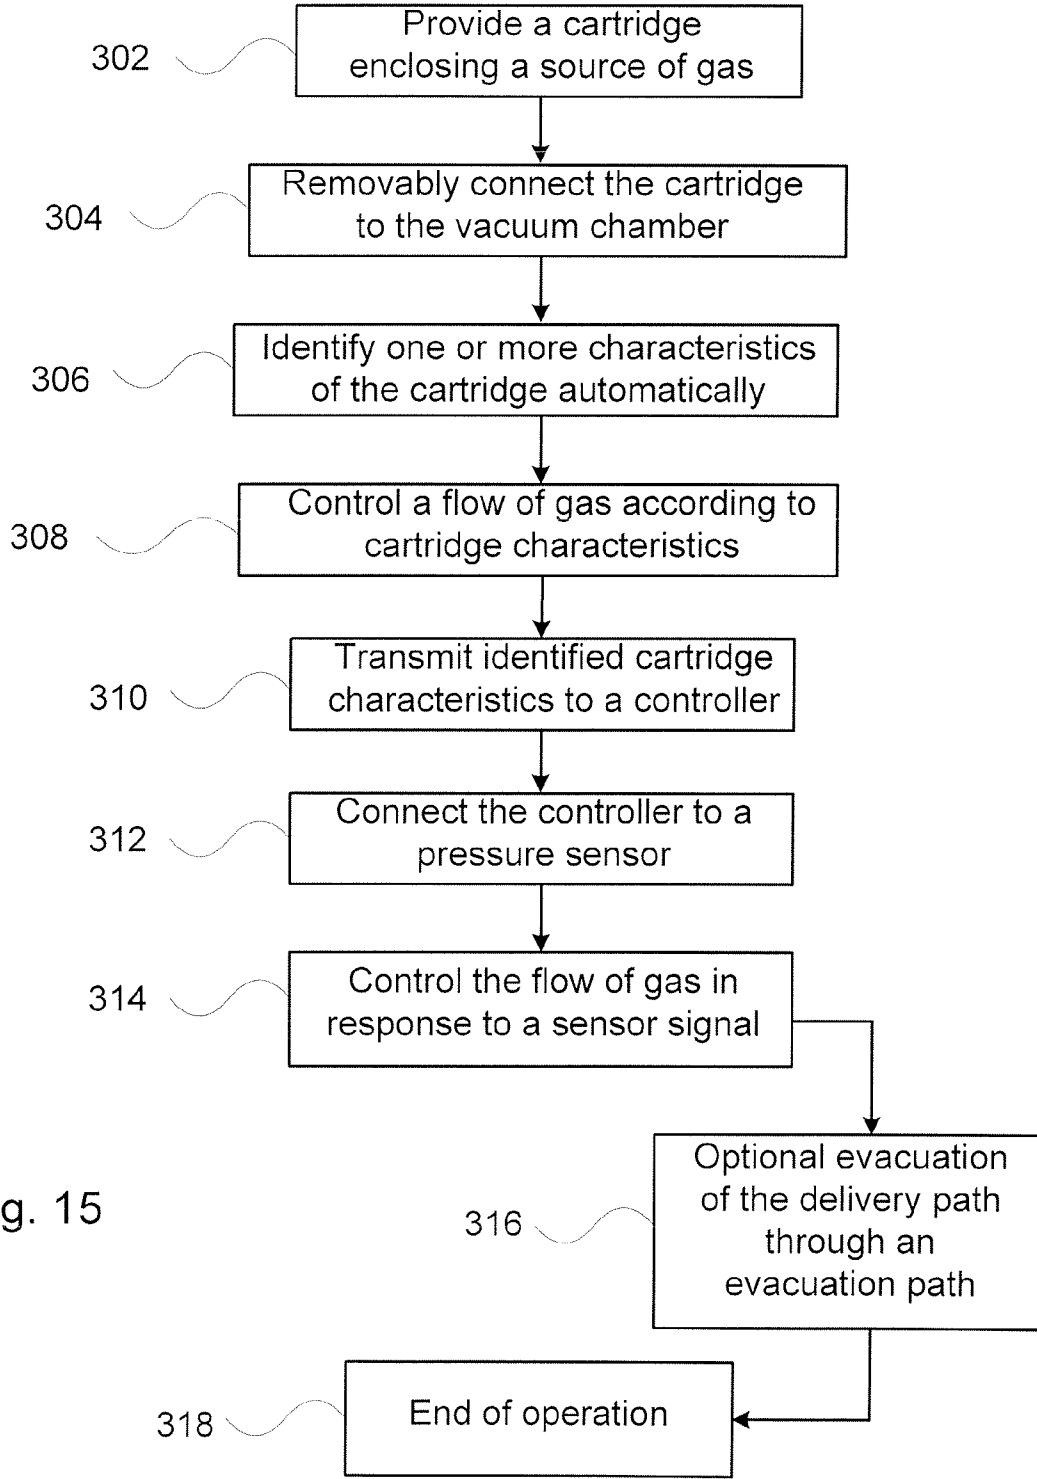 302
Provide a cartridge
enclosing a source of gas
304
Removably connect the cartridge
to the vacuum chamber
306
Identify one or more characteristics
of the cartridge automatically
308
Control a flow of gas according to
cartridge characteristics
310
Transmit identified cartridge
characteristics to a controller
312
Connect the controller to a
pressure sensor
314
Control the flow of gas in
response to a sensor signal
g. 15
316
Optional evacuation
of the delivery path
through an
evacuation path
318
End of operation